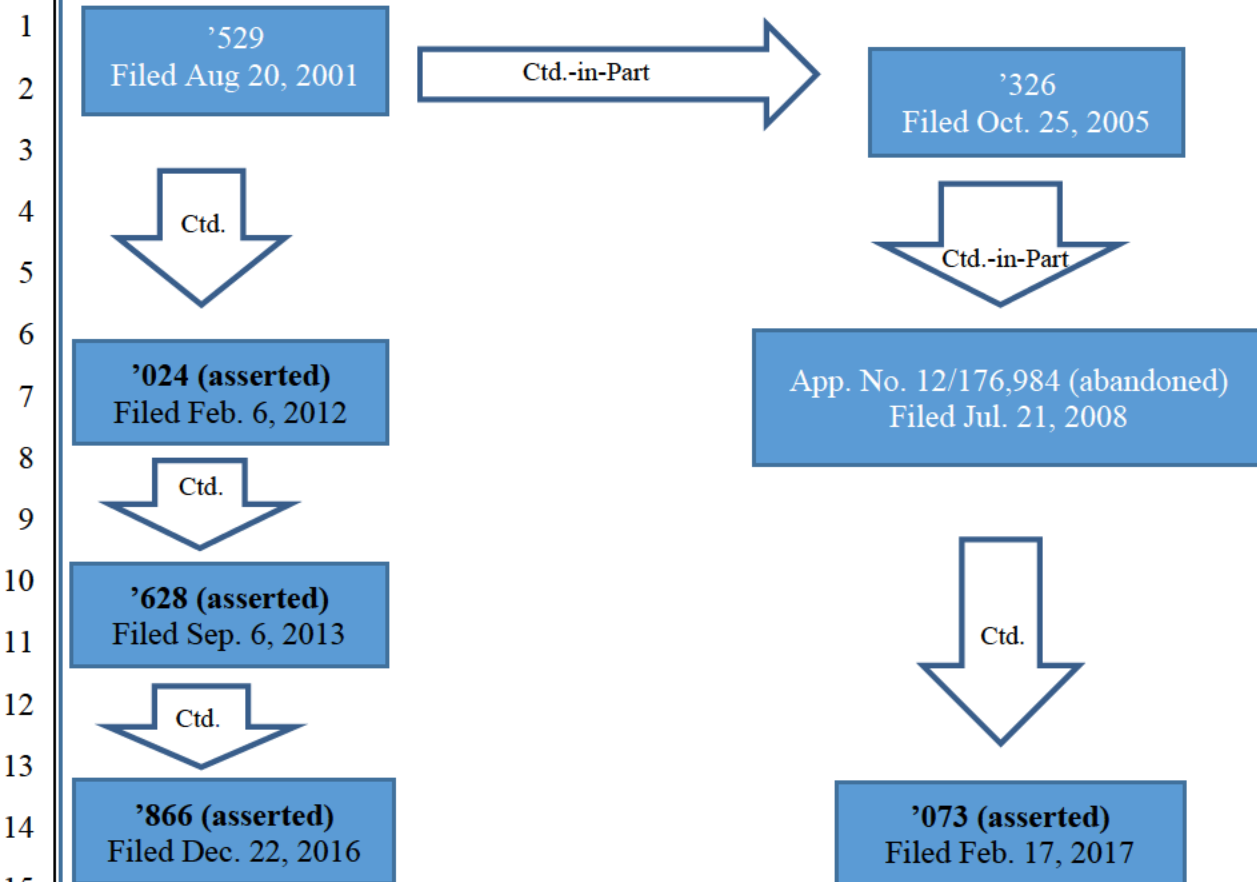 1
’529
Filed Aug 20, 2001
Ctd.-in-Part
2
’326
Filed Oct. 25, 2005
3
4
Ctd.
Ctd.-in-Part
5
6
’024 (asserted)
Filed Feb. 6, 2012
App. No. 12/176,984 (abandoned)
Filed Jul. 21, 2008
7
8
Ctd.
9
10
’628 (asserted)
Filed Sep. 6, 2013
11
Ctd.
12
Ctd.
13
’866 (asserted)
Filed Dec. 22, 2016
’073 (asserted)
Filed Feb. 17, 2017
14